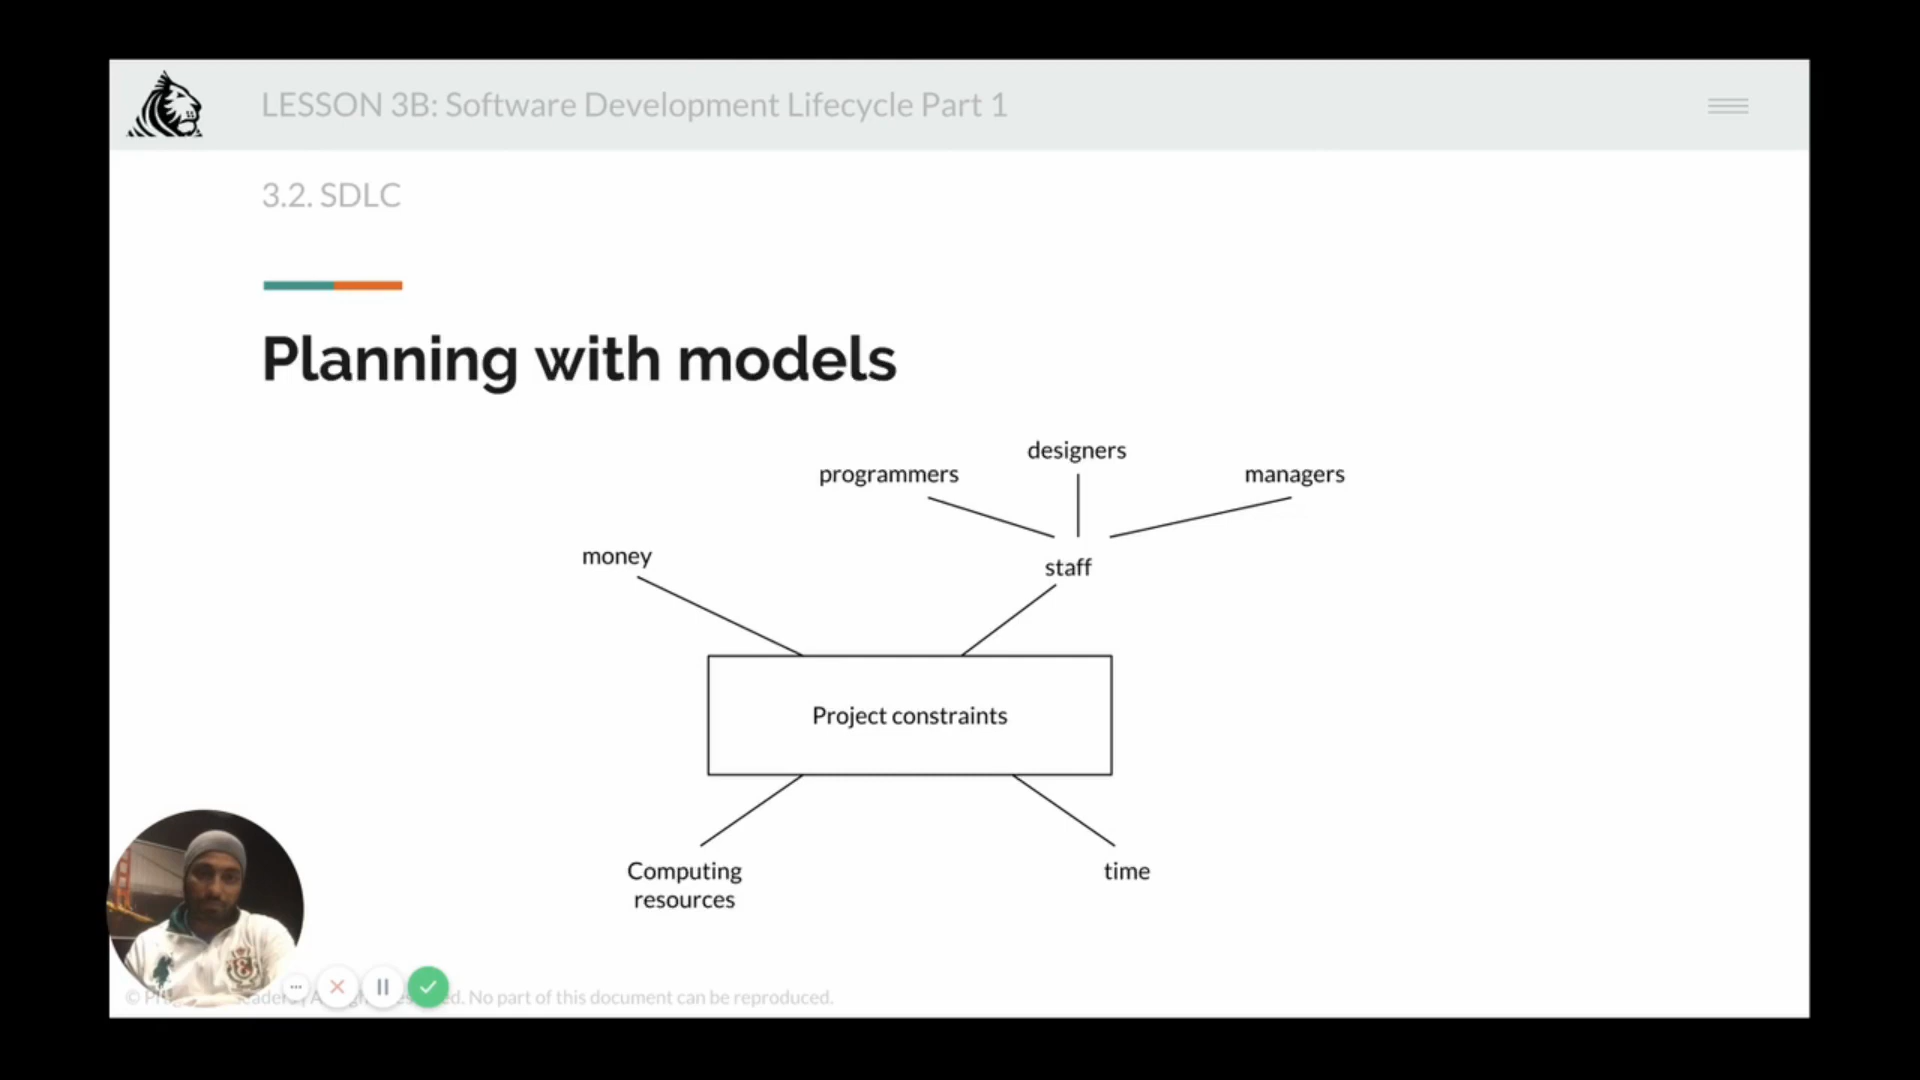 LESSON 3B: Software Development Lifecycle Part 1
3.2. SDLC
Planning with models
designers
programmers
managers
money
staff
Project constraints
Computing
resources
time
No part of this document can be reproduced.